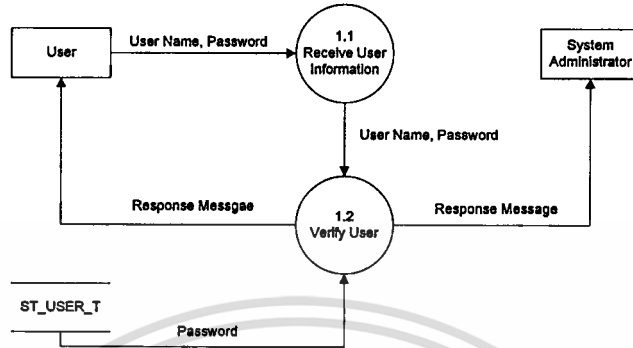 User
User Name, Password
1.1
Receive User
Information
System
Administrator
User Name, Password
Response Messgae
1.2
Verify User
Response Message
ST_USER_T
Password